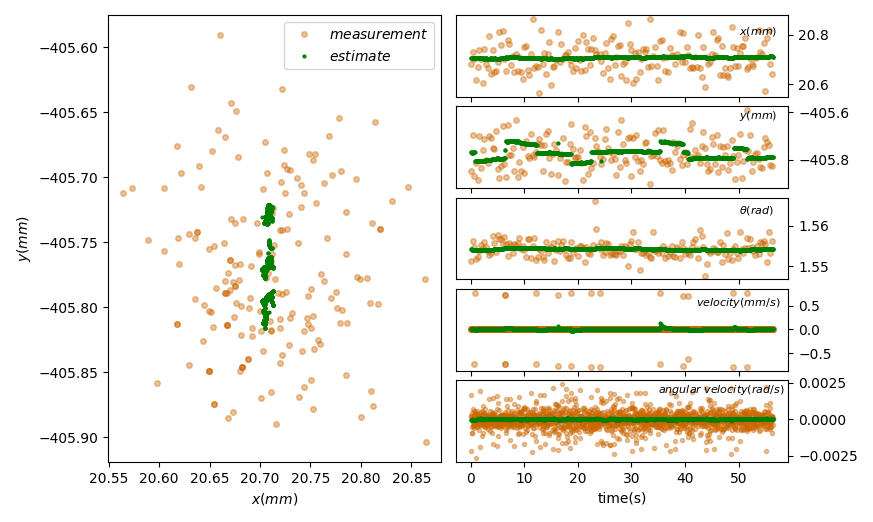 measurement
estimate
−405.60
−405.65
−405.70
−405.75
−405.80
−405.85
−405.90
y(mm)
20.55 20.60 20.65 20.70 20.75 20.80 20.85
x(mm)
x(mm)
20.8
20.6
y(mm)
−405.6
−405.8
θ(rad)
1.56
1.55
velocity(mm/s)
0.5
0.0
−0.5
angular velocity(rad/s)
0.0025
0.0000
−0.0025
0 10 20 30 40 50
time(s)